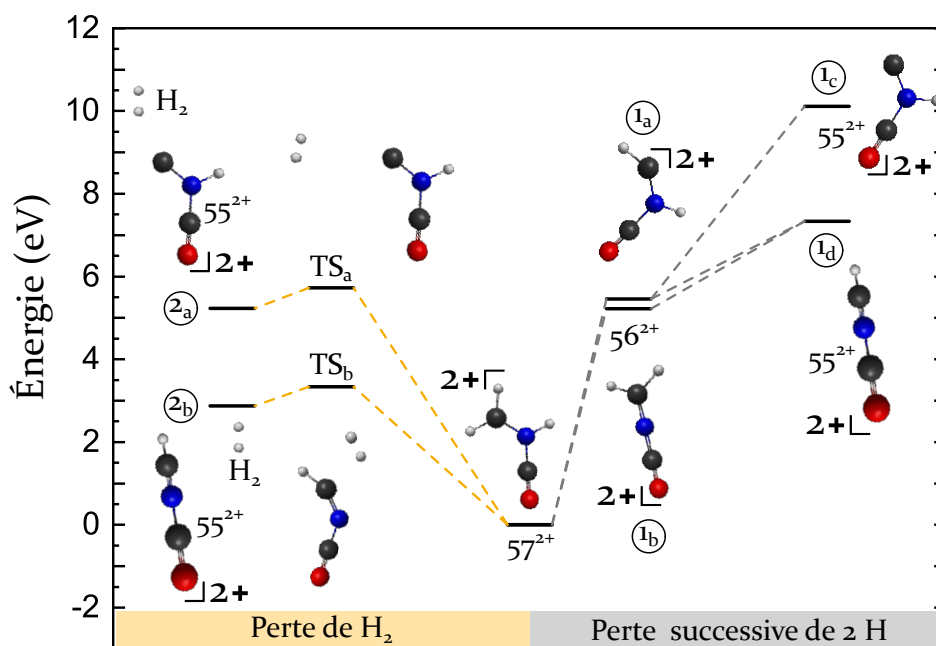 Énergie (eV)
12
10
8
6
4
2
0
-2
H₂
55²⁺
2+
2a
TSa
2b
TSb
H₂
55²⁺
2+
2+
57²⁺
1a
2+
56²⁺
2+
1b
1c
55²⁺
2+
1d
55²⁺
2+
Perte de H₂
Perte successive de 2 H